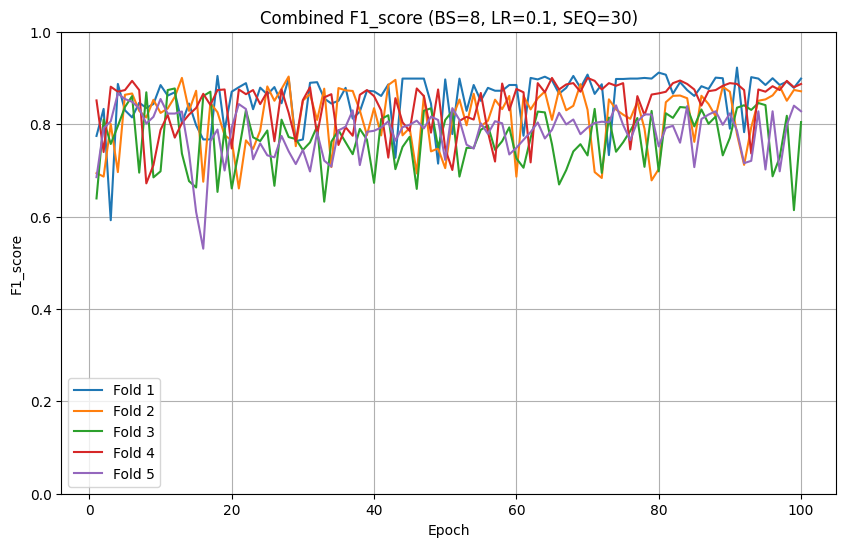 Combined F1_score (BS=8, LR=0.1, SEQ=30)
1.0
0.8
0.6
0.4
0.2
0.0
F1_score
Fold 1
Fold 2
Fold 3
Fold 4
Fold 5
0 20 40 60 80 100
Epoch